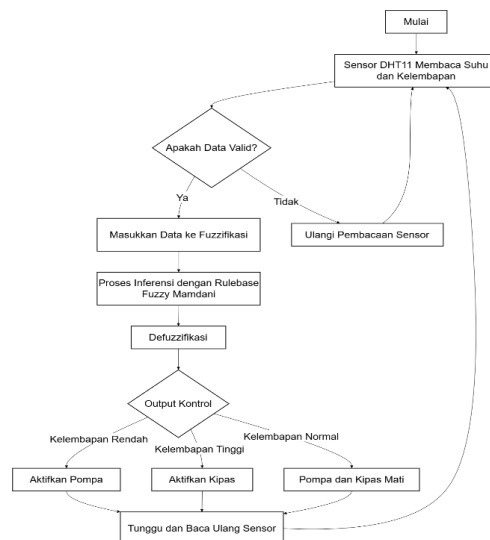 Mulai
Sensor DHT11 Membaca Suhu
dan Kelembapan
Apakah Data Valid?
Ya
Tidak
Masukkan Data ke Fuzzifikasi
Ulangi Pembacaan Sensor
Proses Inferensi dengan Rulebase
Fuzzy Mamdani
Defuzzifikasi
Output Kontrol
Kelembapan Rendah
Kelembapan Tinggi
Kelembapan Normal
Aktifkan Pompa
Aktifkan Kipas
Pompa dan Kipas Mati
Tunggu dan Baca Ulang Sensor